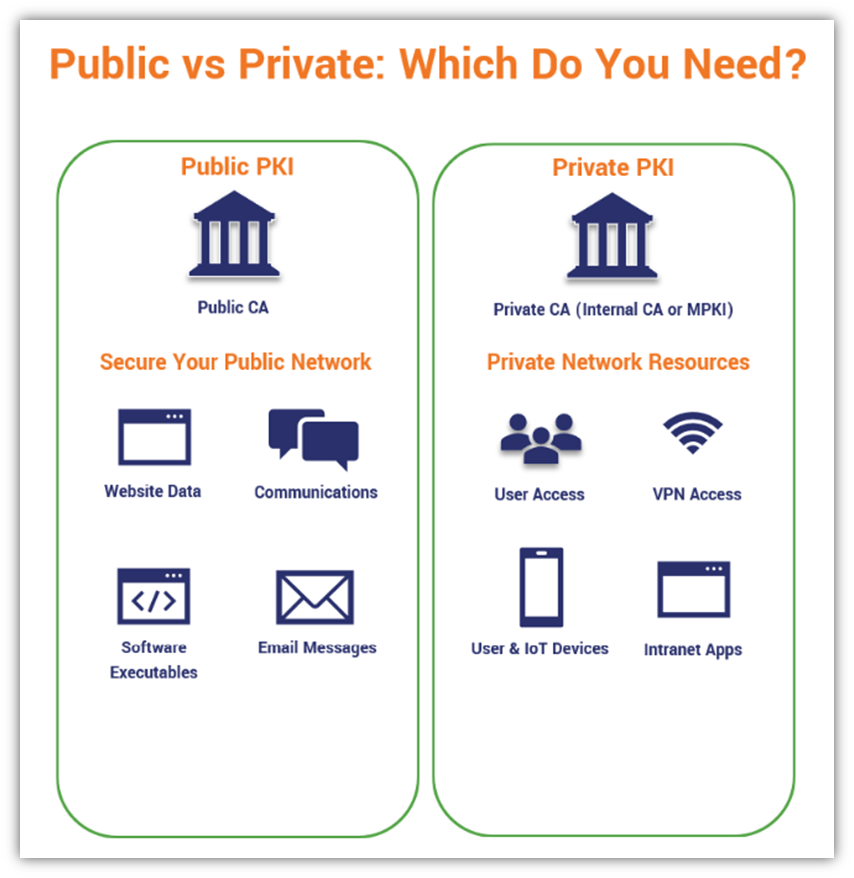 Public vs Private: Which Do You Need?
Public PKI
Public CA
Secure Your Public Network
Website Data
Communications
</>
Software
Executables
Email Messages
Private PKI
Private CA (Internal CA or MPKI)
Private Network Resources
User Access
VPN Access
User & IoT Devices
Intranet Apps